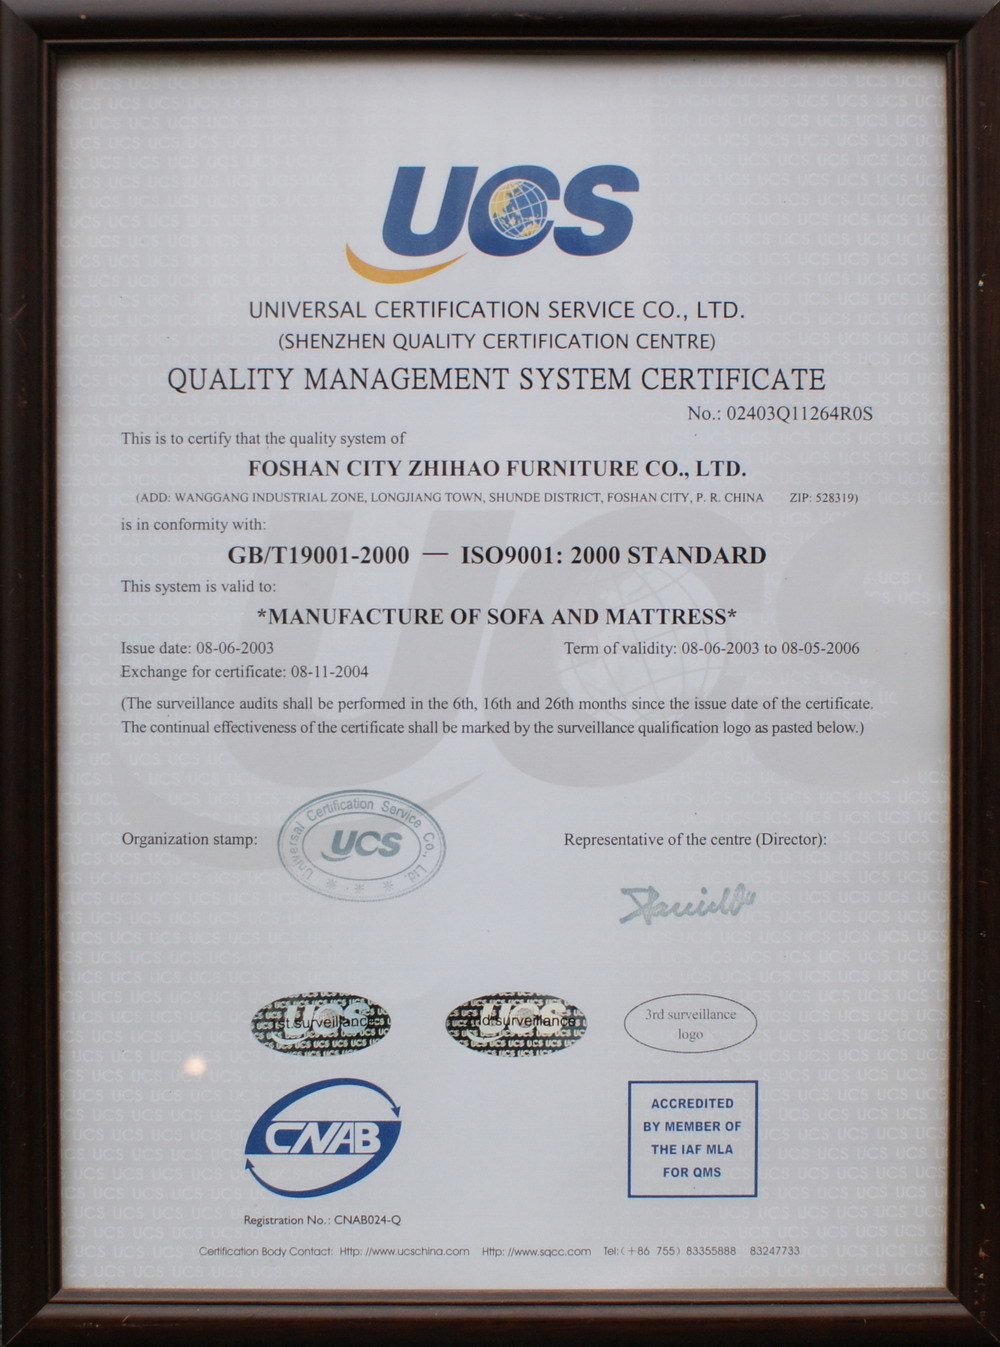 UCS
UNIVERSAL CERTIFICATION SERVICE CO., LTD.
(SHENZHEN QUALITY CERTIFICATION CENTRE)
QUALITY MANAGEMENT SYSTEM CERTIFICATE
No.: 02403Q11264R0S
This is to certify that the quality system of
FOSHAN CITY ZHIHAO FURNITURE CO., LTD.
(ADD: WANGGANG INDUSTRIAL ZONE, LONGJIANG TOWN, SHUNDE DISTRICT, FOSHAN CITY, P. R. CHINA ZIP: 528319)
is in conformity with:
GB/T19001-2000 — ISO9001: 2000 STANDARD
This system is valid to:
*MANUFACTURE OF SOFA AND MATTRESS*
Issue date: 08-06-2003 Term of validity: 08-06-2003 to 08-05-2006
Exchange for certificate: 08-11-2004
(The surveillance audits shall be performed in the 6th, 16th and 26th months since the issue date of the certificate.
The continual effectiveness of the certificate shall be marked by the surveillance qualification logo as pasted below.)
Organization stamp: Representative of the centre (Director):
Universal Certification Service Co., Ltd.
UCS
UCS
st.surveillance
UCS
d.surveillance
3rd surveillance
logo
CNAB
ACCREDITED
BY MEMBER OF
THE IAF MLA
FOR QMS
Registration No.: CNAB024-Q
Certification Body Contact: Http: //www.ucschina.com Http: //www.sqcc.com Tel:(+86 755) 83355888 83247733